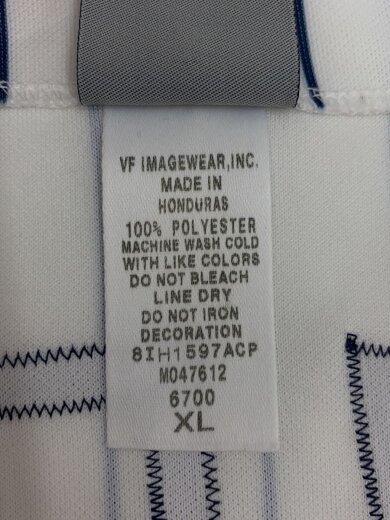 VF IMAGEWEAR,INC.
MADE IN
HONDURAS
100% POLYESTER
MACHINE WASH COLD
WITH LIKE COLORS
DO NOT BLEACH
LINE DRY
DO NOT IRON
DECORATION
8IH1597ACP
M047612
6700
XL